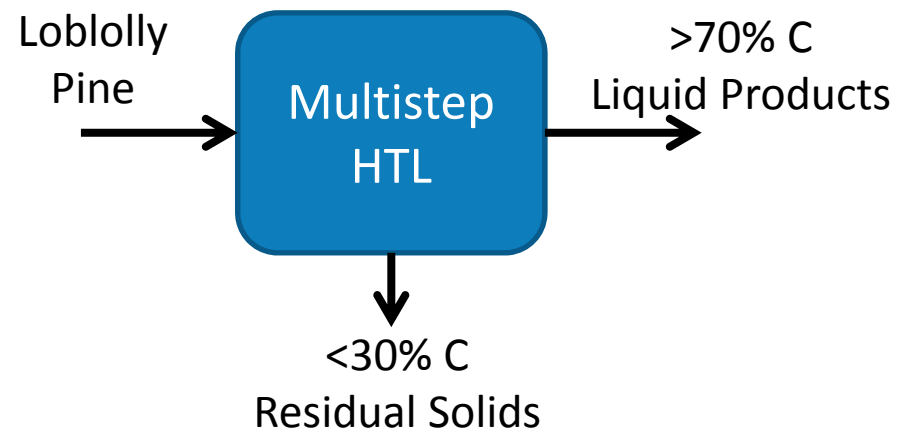 Loblolly
Pine
Multistep
HTL
>70% C
Liquid Products
<30% C
Residual Solids